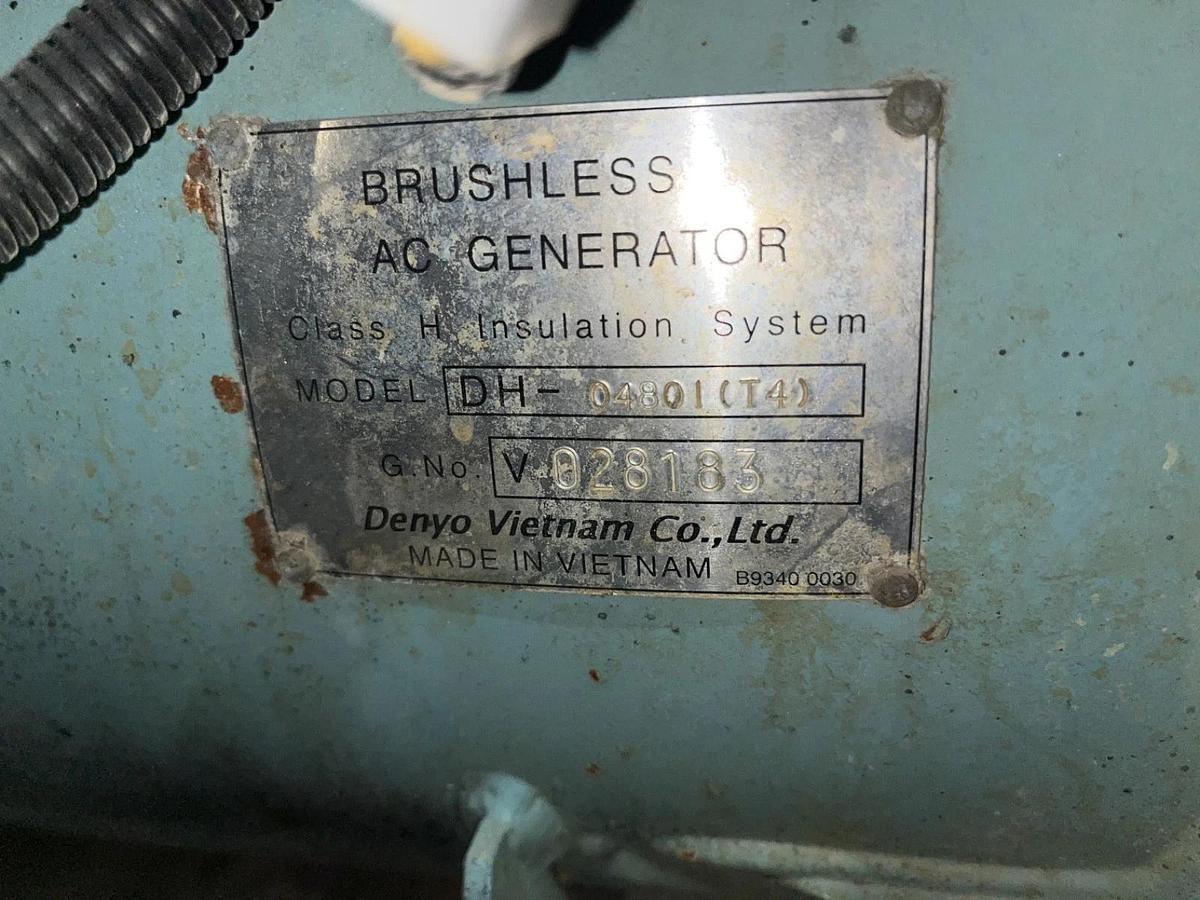 BRUSHLESS
AC GENERATOR
Class H Insulation System
MODEL DH- 0480I(T4)
G.No. V 028183
Denyo Vietnam Co.,Ltd.
MADE IN VIETNAM B9340 0030